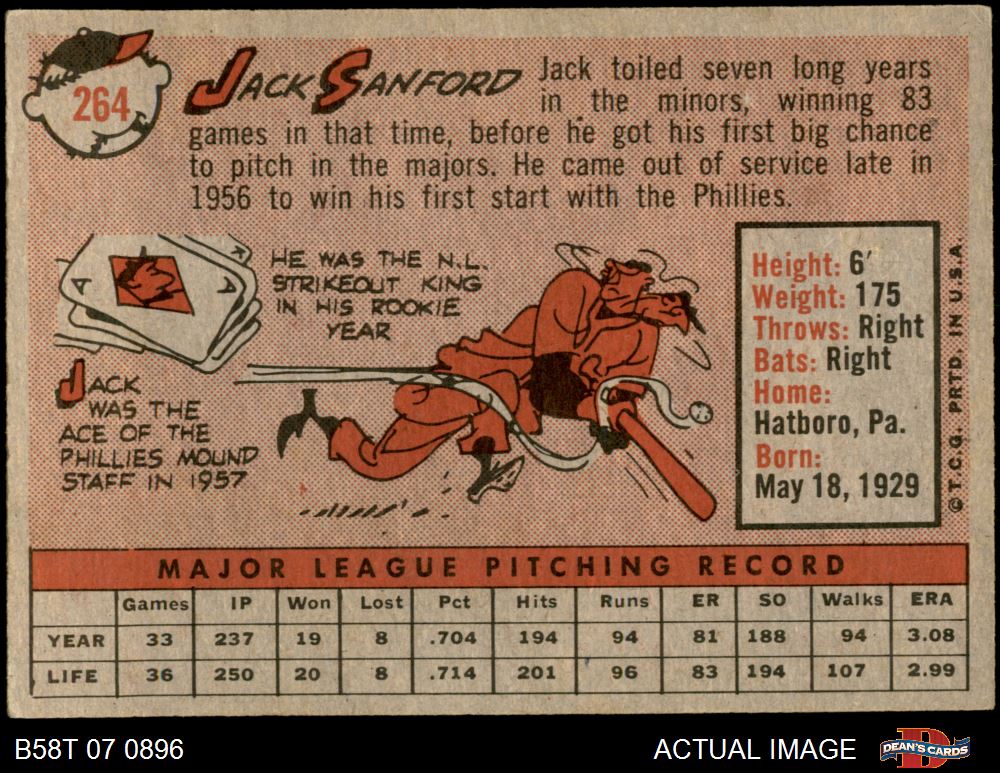 264
JACK SANFORD
Jack toiled seven long years
in the minors, winning 83
games in that time, before he got his first big chance
to pitch in the majors. He came out of service late in
1956 to win his first start with the Phillies.
A
K
A
HE WAS THE N.L.
STRIKEOUT KING
IN HIS ROOKIE
YEAR
JACK
WAS THE
ACE OF THE
PHILLIES MOUND
STAFF IN 1957
Height: 6'
Weight: 175
Throws: Right
Bats: Right
Home:
Hatboro, Pa.
Born:
May 18, 1929
© T.C.G. PRTD. IN U.S.A.
MAJOR LEAGUE PITCHING RECORD
Games IP Won Lost Pct Hits Runs ER SO Walks ERA
YEAR 33 237 19 8 .704 194 94 81 188 94 3.08
LIFE 36 250 20 8 .714 201 96 83 194 107 2.99
B58T 07 0896
ACTUAL IMAGE
DEAN'S CARDS